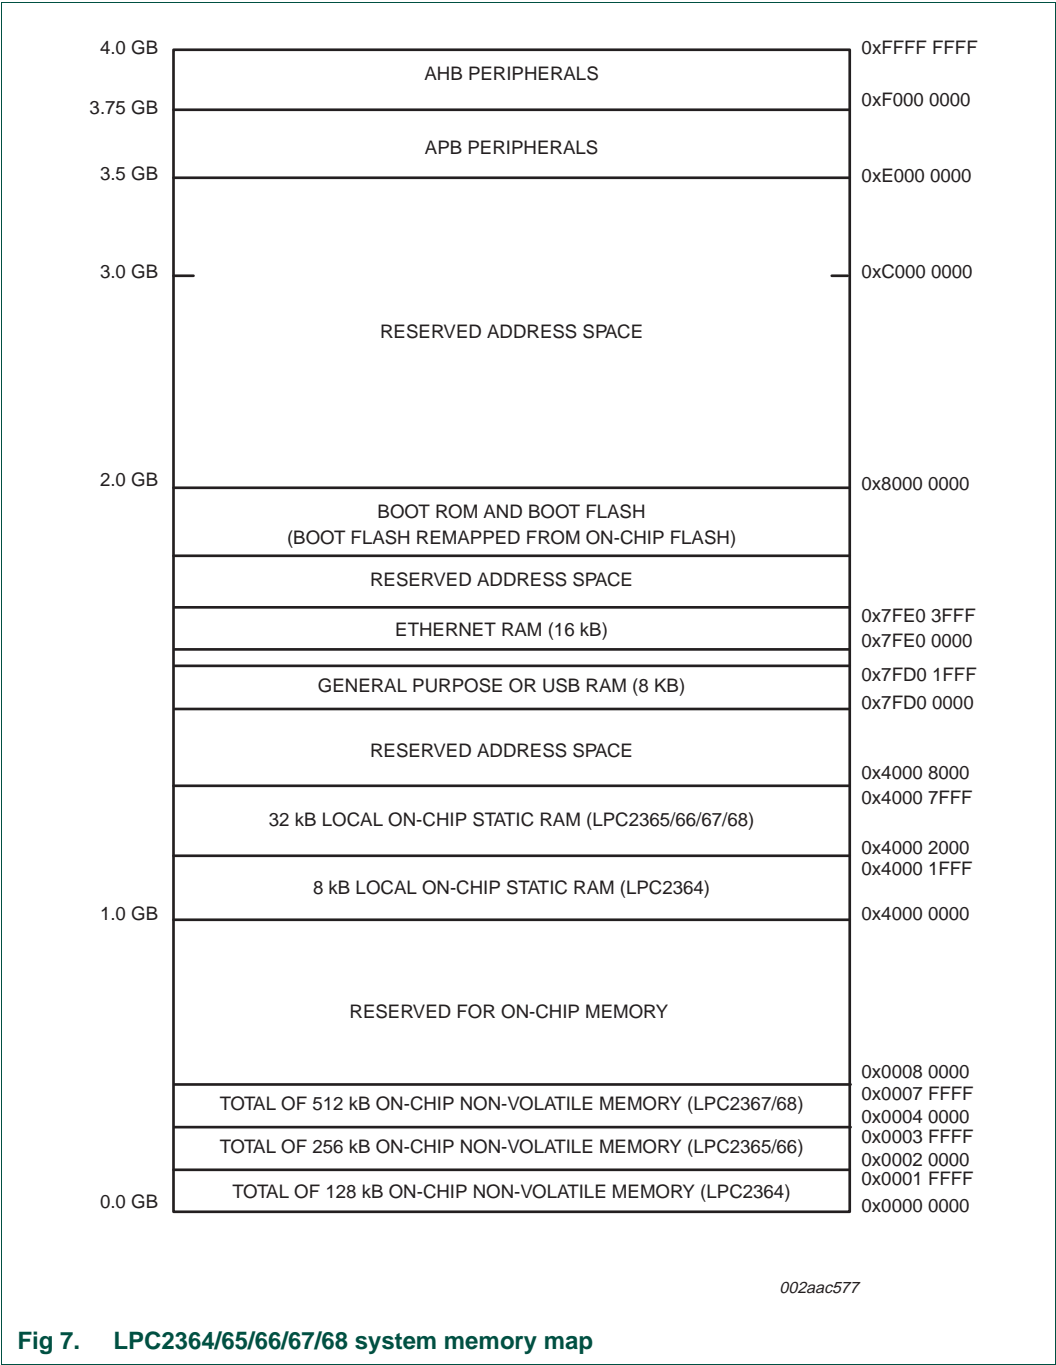 4.0 GB
0xFFFF FFFF
AHB PERIPHERALS
3.75 GB
0xF000 0000
APB PERIPHERALS
3.5 GB
0xE000 0000
3.0 GB
0xC000 0000
RESERVED ADDRESS SPACE
2.0 GB
0x8000 0000
BOOT ROM AND BOOT FLASH
(BOOT FLASH REMAPPED FROM ON-CHIP FLASH)
RESERVED ADDRESS SPACE
0x7FE0 3FFF
ETHERNET RAM (16 kB)
0x7FE0 0000
0x7FD0 1FFF
GENERAL PURPOSE OR USB RAM (8 KB)
0x7FD0 0000
RESERVED ADDRESS SPACE
0x4000 8000
0x4000 7FFF
32 kB LOCAL ON-CHIP STATIC RAM (LPC2365/66/67/68)
0x4000 2000
0x4000 1FFF
8 kB LOCAL ON-CHIP STATIC RAM (LPC2364)
1.0 GB
0x4000 0000
RESERVED FOR ON-CHIP MEMORY
0x0008 0000
0x0007 FFFF
TOTAL OF 512 kB ON-CHIP NON-VOLATILE MEMORY (LPC2367/68)
0x0004 0000
0x0003 FFFF
TOTAL OF 256 kB ON-CHIP NON-VOLATILE MEMORY (LPC2365/66)
0x0002 0000
0x0001 FFFF
TOTAL OF 128 kB ON-CHIP NON-VOLATILE MEMORY (LPC2364)
0.0 GB
0x0000 0000
002aac577
Fig 7. LPC2364/65/66/67/68 system memory map